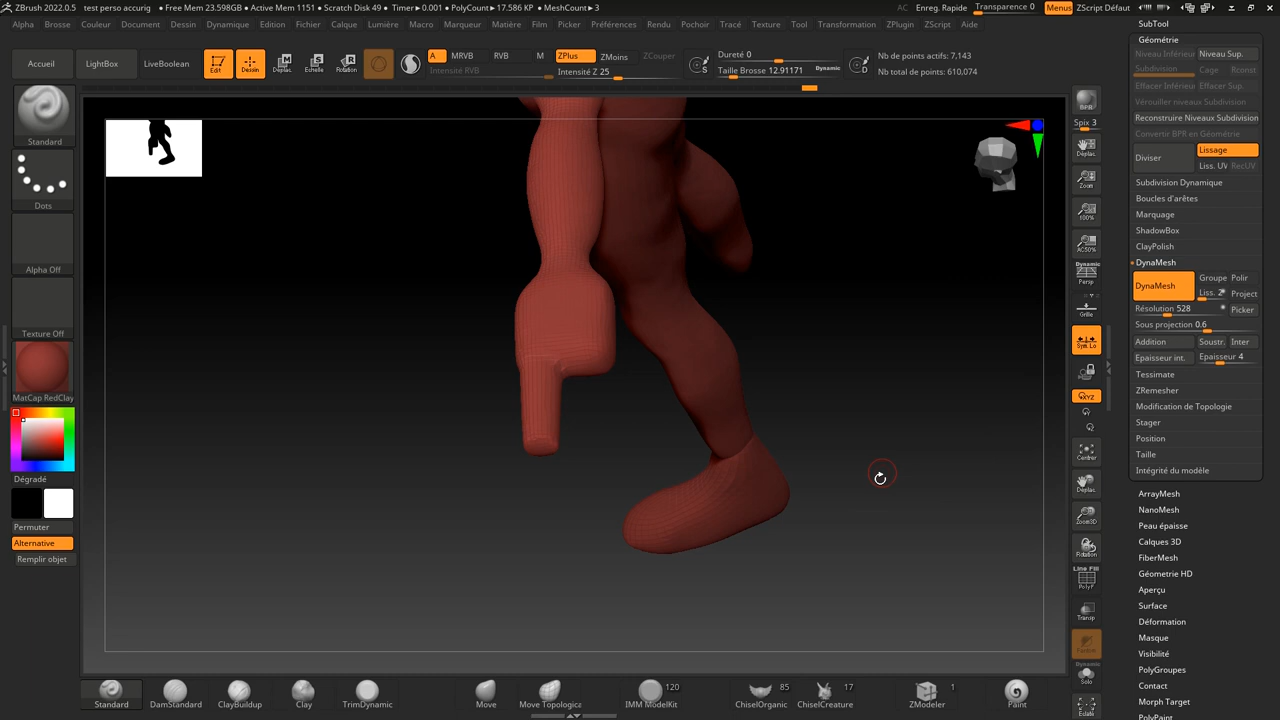 ZBrush 2022.0.5 test perso accurig • Free Mem 23.598GB • Active Mem 1151 • Scratch Disk 49 • Timer▶0.001 • PolyCount▶17.586 KP • MeshCount▶3 AC Enreg. Rapide Transparence 0 Menus ZScript Défaut
Alpha Brosse Couleur Document Dessin Dynamique Edition Fichier Calque Lumière Macro Marqueur Matière Film Picker Préférences Rendu Pochoir Tracé Texture Tool Transformation ZPlugin ZScript Aide
Accueil LightBox LiveBoolean
Edit Dessin Déplac. Echelle Rotation
A MRVB RVB M ZPlus ZMoins ZCouper
Intensité RVB Intensité Z 25
Dureté 0
Taille Brosse 12.91171 Dynamic
S D
Nb de points actifs: 7,143
Nb total de points: 610,074
Standard
Dots
Alpha Off
Texture Off
MatCap RedClay
Dégradé
Permuter
Alternative
Remplir objet
BPR
Spix 3
Déplac.
Zoom
100%
AC50%
Dynamic
Persp
Grille
Sym.Lo
XYZ
Centrer
Déplac.
Zoom3D
Rotation
Line Fill
PolyF
Transp
Dynamic
Solo
Eclaté
SubTool
Géométrie
Niveau Inférieur Niveau Sup.
Subdivision Cage Rconst
Effacer Inférieur Effacer Sup.
Vérouiller niveaux Subdivision
Reconstruire Niveaux Subdivision
Convertir BPR en Géométrie
Diviser Lissage
Liss. UV RecUV
Subdivision Dynamique
Boucles d'arêtes
Marquage
ShadowBox
ClayPolish
DynaMesh
DynaMesh Groupe Polir
Liss. 2 Project
Résolution 528 Picker
Sous projection 0.6
Addition Soustr. Inter
Epaisseur int. Epaisseur 4
Tessimate
ZRemesher
Modification de Topologie
Stager
Position
Taille
Intégrité du modèle
ArrayMesh
NanoMesh
Peau épaisse
Calques 3D
FiberMesh
Géometrie HD
Aperçu
Surface
Déformation
Masque
Visibilité
PolyGroupes
Contact
Morph Target
PolyPaint
Standard DamStandard ClayBuildup Clay TrimDynamic Move Move Topologica 120 IMM ModelKit 85 ChiselOrganic 17 ChiselCreature 1 ZModeler Paint